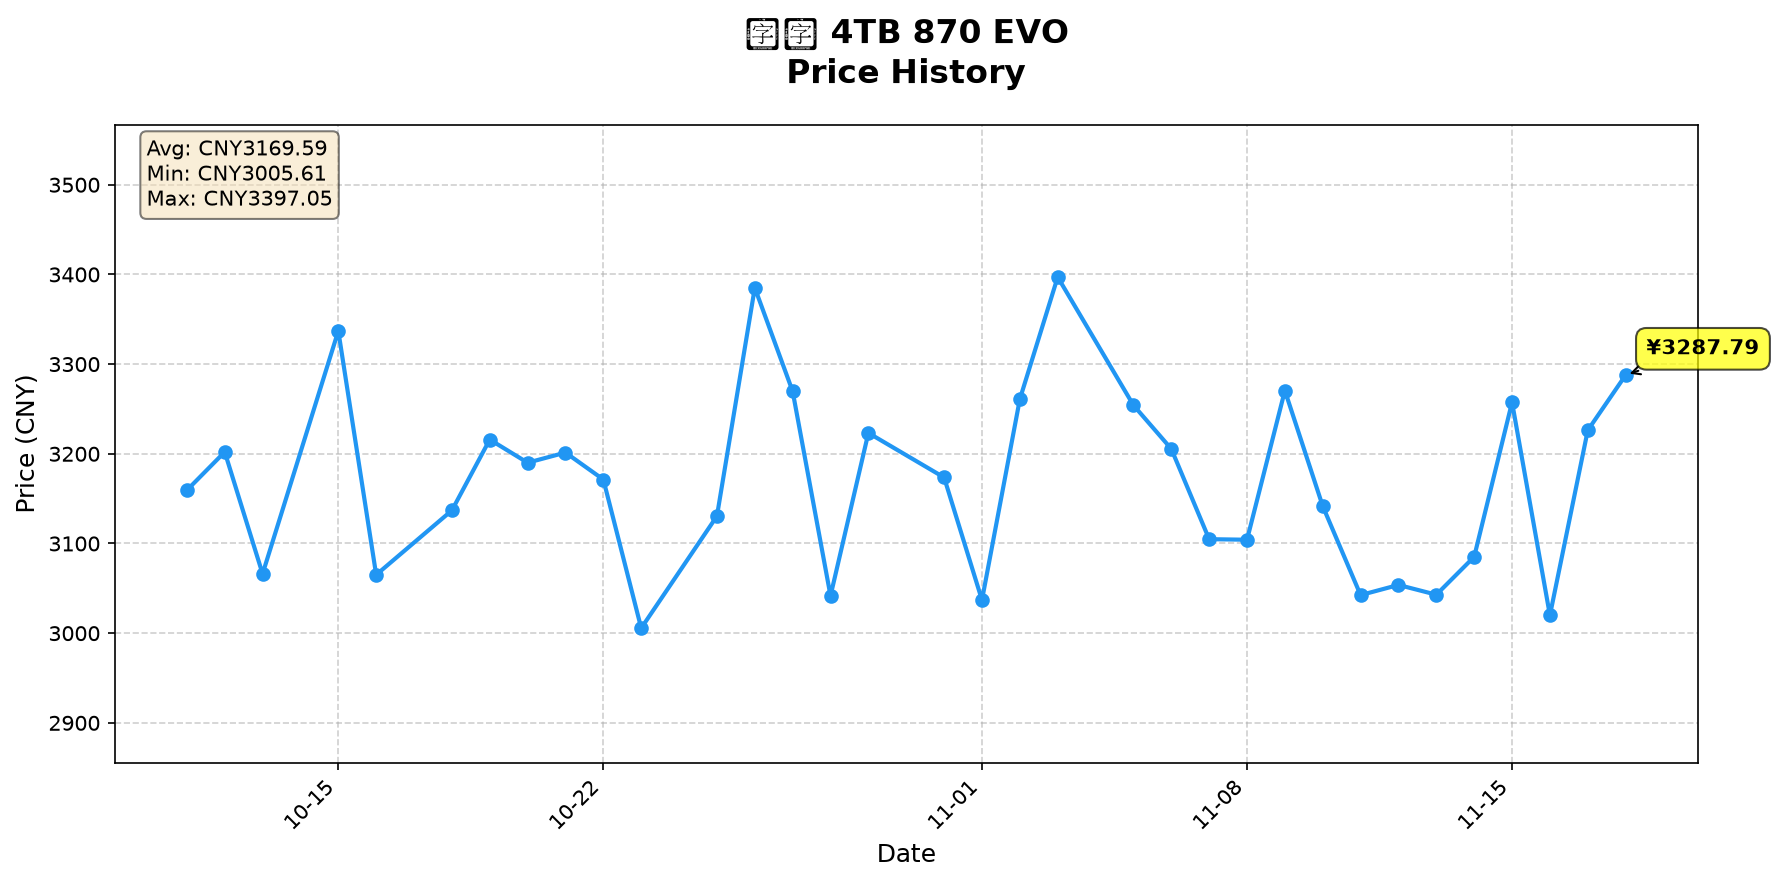 4TB 870 EVO
Price History
Avg: CNY3169.59
Min: CNY3005.61
Max: CNY3397.05
¥3287.79
Price (CNY)
3500
3400
3300
3200
3100
3000
2900
10-15
10-22
11-01
11-08
11-15
Date